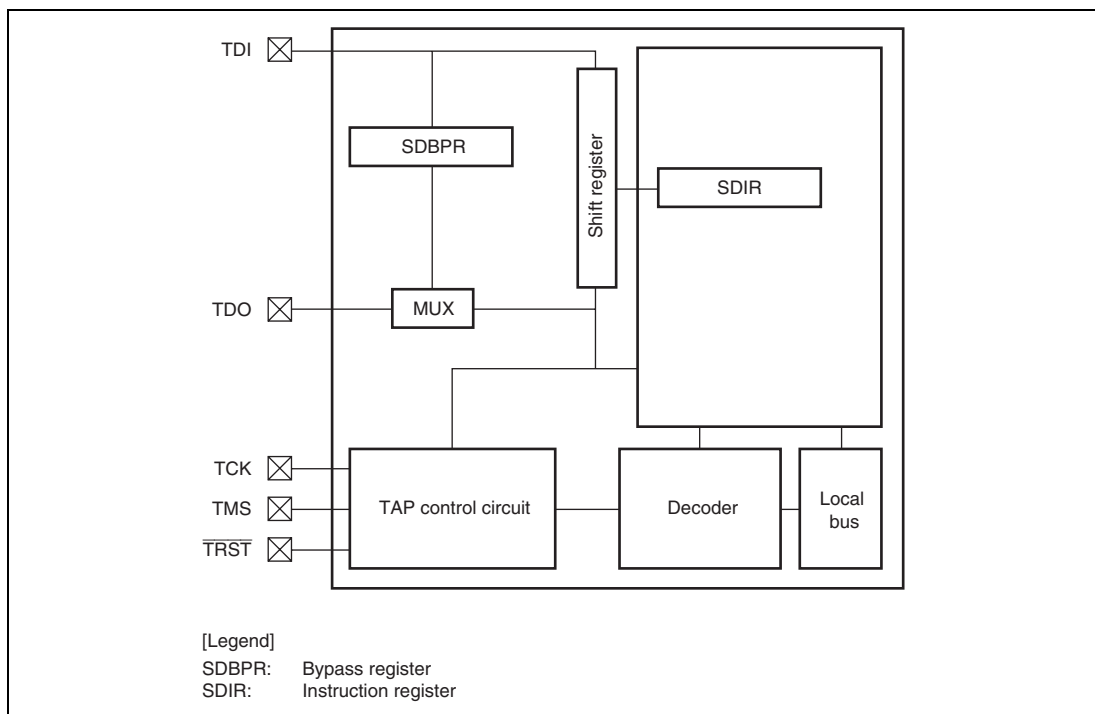 TDI
SDBPR
Shift register
SDIR
TDO
MUX
TCK
TMS
TRST
TAP control circuit
Decoder
Local
bus
[Legend]
SDBPR: Bypass register
SDIR: Instruction register